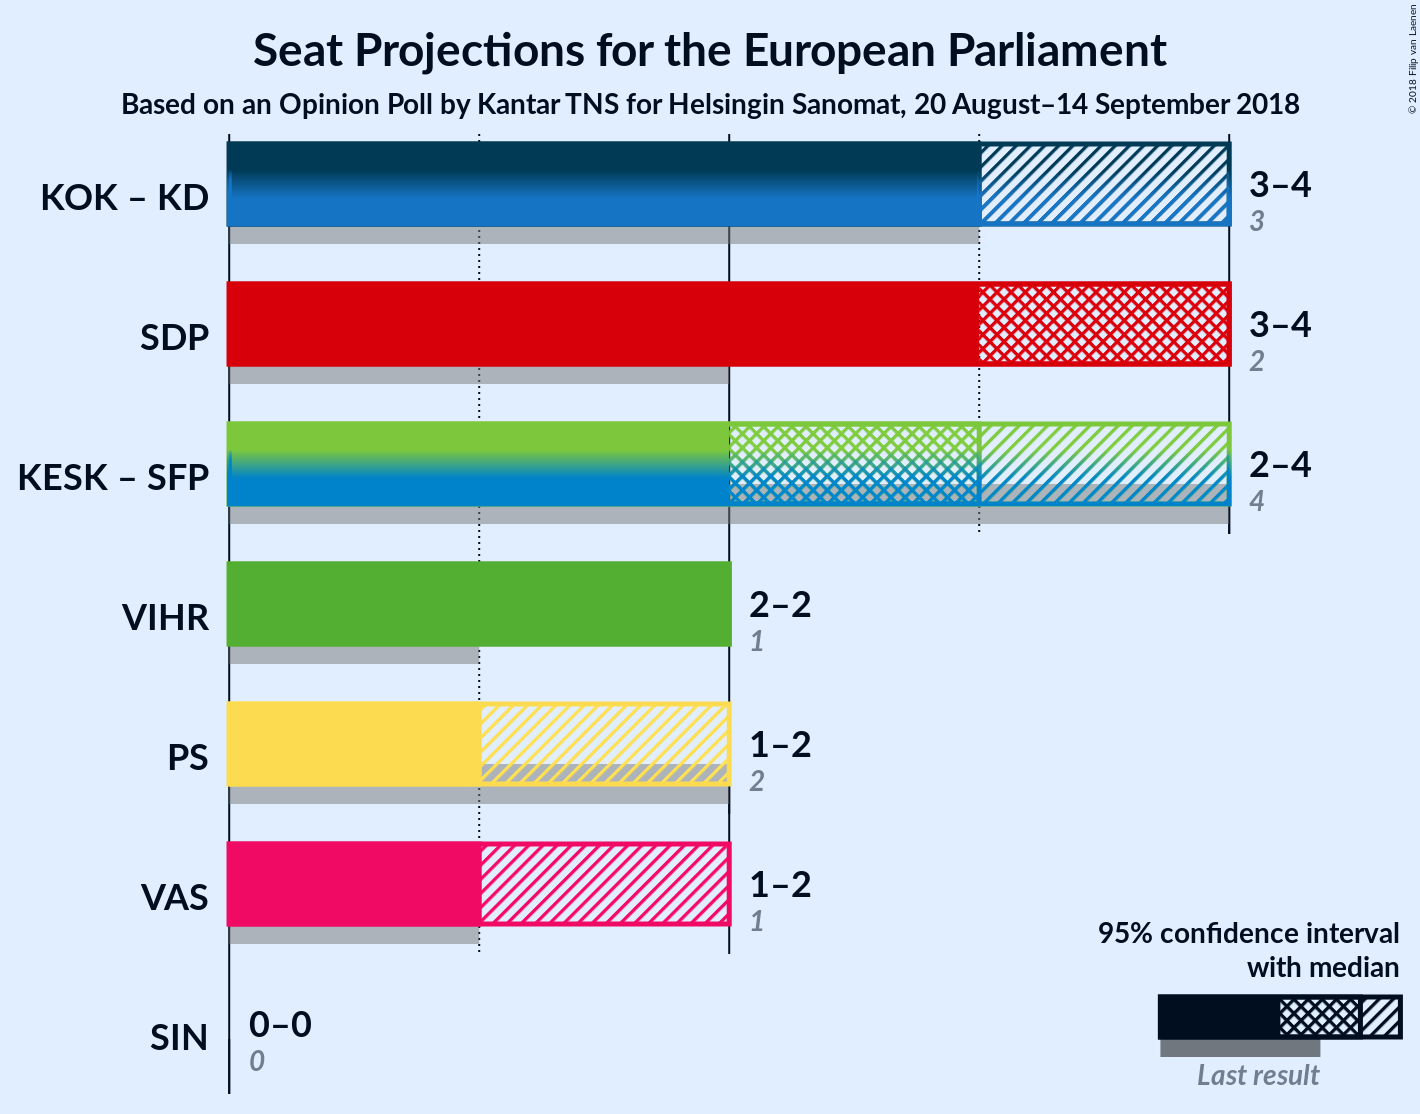 Seat Projections for the European Parliament
Based on an Opinion Poll by Kantar TNS for Helsingin Sanomat, 20 August–14 September 2018
© 2018 Filip van Laenen
KOK – KD
3–4
3
SDP
3–4
2
KESK – SFP
2–4
4
VIHR
2–2
1
PS
1–2
2
VAS
1–2
1
SIN
0–0
0
95% confidence interval
with median
Last result